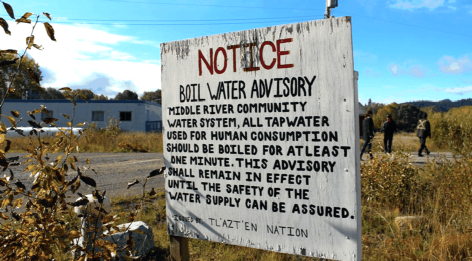 NOTICE
BOIL WATER ADVISORY
MIDDLE RIVER COMMUNITY
WATER SYSTEM, ALL TAPWATER
USED FOR HUMAN CONSUMPTION
SHOULD BE BOILED FOR ATLEAST
ONE MINUTE. THIS ADVISORY
SHALL REMAIN IN EFFECT
UNTIL THE SAFETY OF THE
WATER SUPPLY CAN BE ASSURED.
ISSUED BY TL'AZT'EN NATION